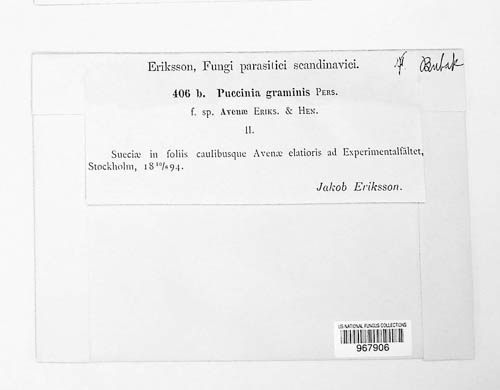 Eriksson, Fungi parasitici scandinavici.
406 b. Puccinia graminis PERS.
f. sp. Avenæ ERIKS. & HEN.
II.
Sueciæ in foliis caulibusque Avenæ elatioris ad Experimentalfältet,
Stockholm, 18 10/8 94.
Jakob Eriksson.
Bubak
US NATIONAL FUNGUS COLLECTIONS
967906